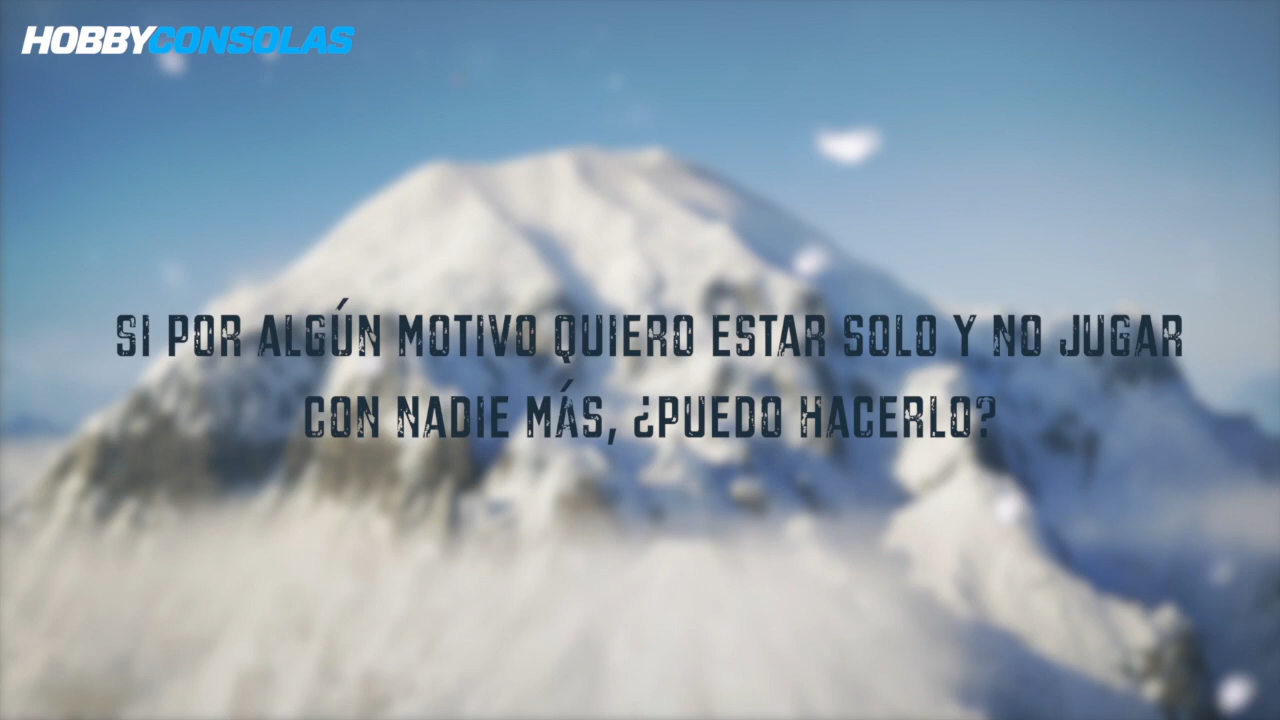 HOBBYCONSOLAS
SI POR ALGÚN MOTIVO QUIERO ESTAR SOLO Y NO JUGAR
CON NADIE MÁS, ¿PUEDO HACERLO?